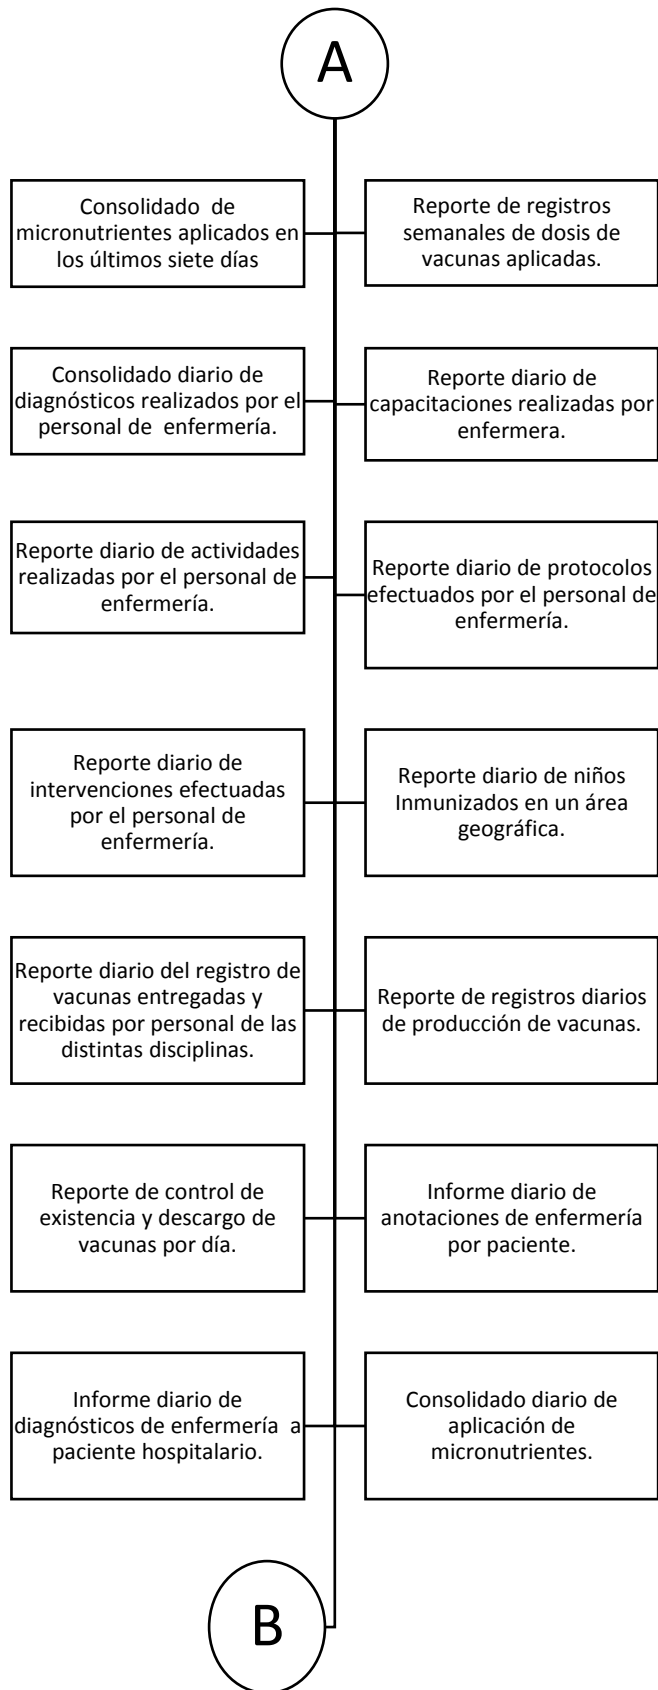 A
Consolidado de
micronutrientes aplicados en
los últimos siete días
Reporte de registros
semanales de dosis de
vacunas aplicadas.
Consolidado diario de
diagnósticos realizados por el
personal de enfermería.
Reporte diario de
capacitaciones realizadas por
enfermera.
Reporte diario de actividades
realizadas por el personal de
enfermería.
Reporte diario de protocolos
efectuados por el personal de
enfermería.
Reporte diario de
intervenciones efectuadas
por el personal de
enfermería.
Reporte diario de niños
Inmunizados en un área
geográfica.
Reporte diario del registro de
vacunas entregadas y
recibidas por personal de las
distintas disciplinas.
Reporte de registros diarios
de producción de vacunas.
Reporte de control de
existencia y descargo de
vacunas por día.
Informe diario de
anotaciones de enfermería
por paciente.
Informe diario de
diagnósticos de enfermería a
paciente hospitalario.
Consolidado diario de
aplicación de
micronutrientes.
B